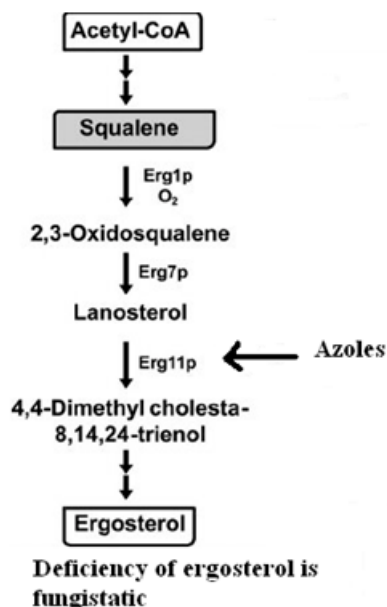 Acetyl-CoA
Squalene
Erg1p
O₂
2,3-Oxidosqualene
Erg7p
Lanosterol
Erg11p
Azoles
4,4-Dimethyl cholesta-
8,14,24-trienol
Ergosterol
Deficiency of ergosterol is
fungistatic